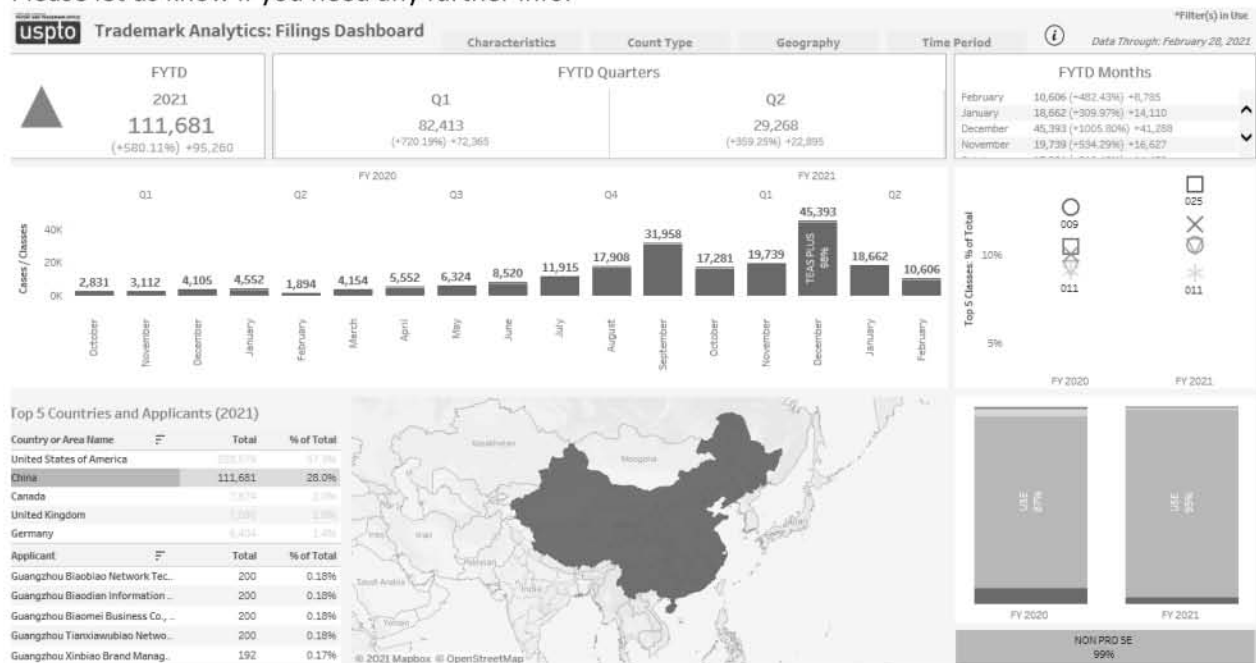 Please let us know if you need any further info.
uspto
Trademark Analytics: Filings Dashboard
Characteristics
Count Type
Geography
Time Period
i
*Filter(s) in Use
Data Through: February 28, 2021
FYTD
2021
111,681
(+580.11%) +95,260
FYTD Quarters
Q1
82,413
(+720.19%) +72,365
Q2
29,268
(+359.25%) +22,895
FYTD Months
February 10,606 (+482.43%) +8,785
January 18,662 (+309.97%) +14,110
December 45,393 (+1005.80%) +41,288
November 19,739 (+534.29%) +16,627
FY 2020
FY 2021
Q1 Q2 Q3 Q4 Q1 Q2
Cases / Classes
40K
20K
0K
2,831 3,112 4,105 4,552 1,894 4,154 5,552 6,324 8,520 11,915 17,908 31,958 17,281 19,739 45,393 18,662 10,606
TEAS PLUS
98%
October November December January February March April May June July August September October November December January February
Top 5 Classes: % of Total
10%
5%
009
011
025
011
FY 2020 FY 2021
Top 5 Countries and Applicants (2021)
Country or Area Name Total % of Total
United States of America
China 111,681 28.0%
Canada
United Kingdom
Germany
Applicant Total % of Total
Guangzhou Biaobiao Network Tec.. 200 0.18%
Guangzhou Biaodian Information .. 200 0.18%
Guangzhou Biaomei Business Co., .. 200 0.18%
Guangzhou Tianxiawubiao Netwo.. 200 0.18%
Guangzhou Xinbiao Brand Manag.. 192 0.17%
Kazakhstan
Mongolia
Japan
Iraq
Iran
Pakistan
Saudi Arabia
India
Yemen
© 2021 Mapbox © OpenStreetMap
USE
87%
USE
95%
FY 2020 FY 2021
NON PRO SE
99%